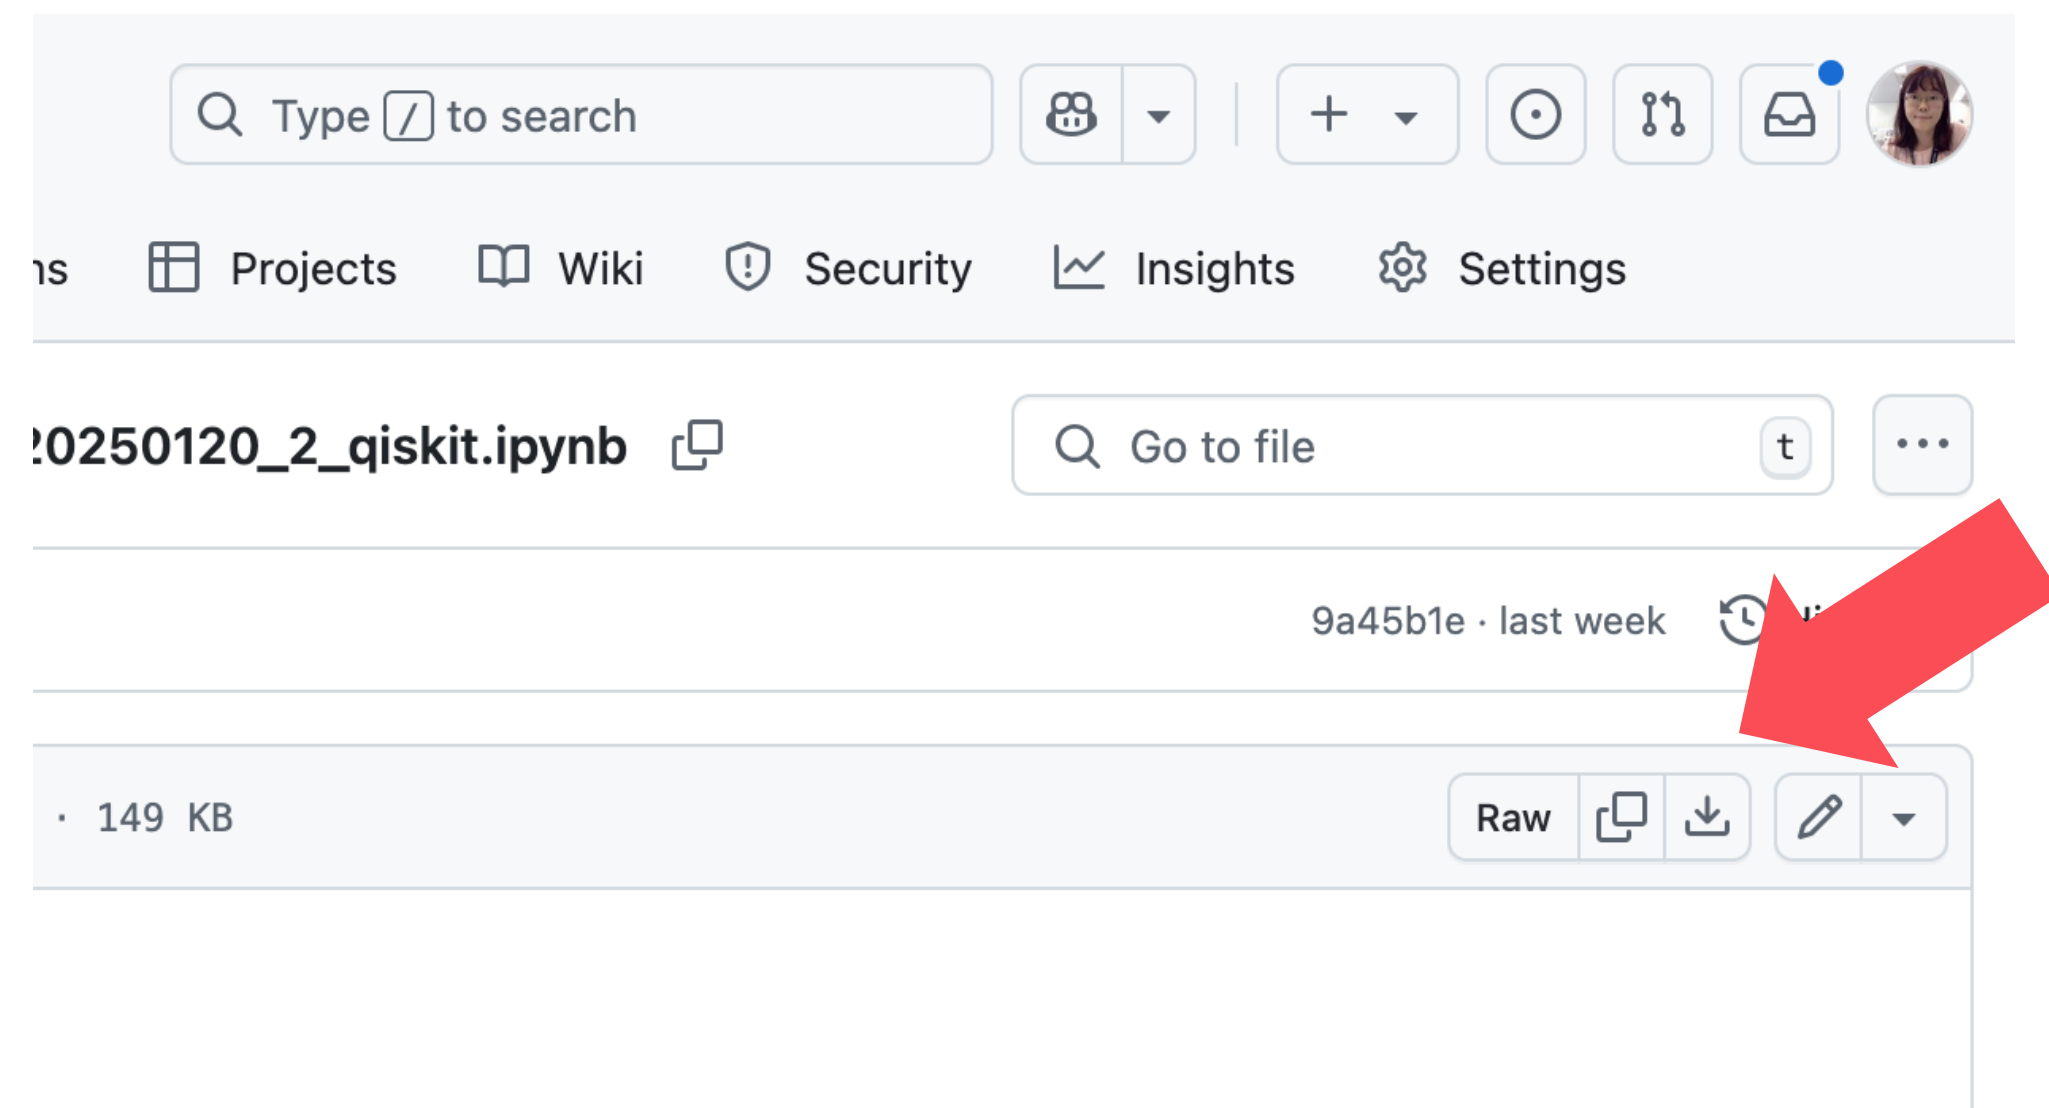 Type / to search
Projects Wiki Security Insights Settings
20250120_2_qiskit.ipynb Go to file t
9a45b1e · last week
· 149 KB Raw